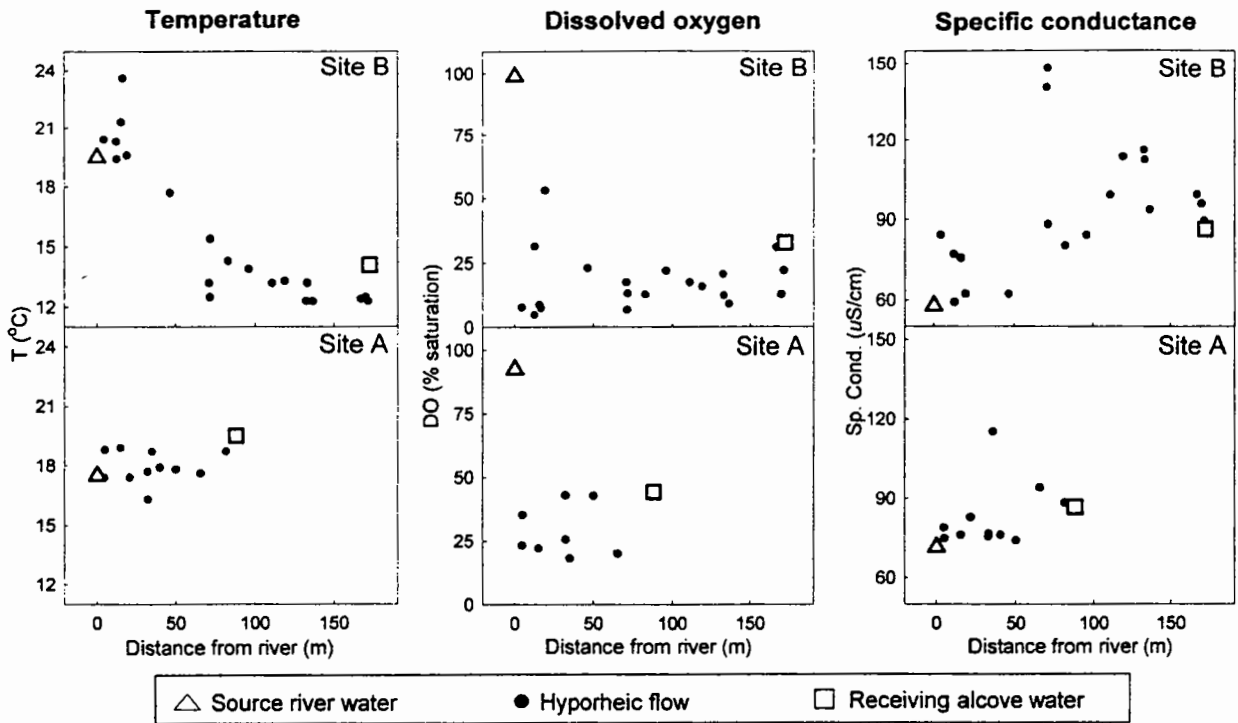 Temperature
Dissolved oxygen
Specific conductance
Site B
24
21
18
15
12
T (°C)
Site A
24
21
18
15
12
0 50 100 150
Distance from river (m)
Site B
100
75
50
25
0
DO (% saturation)
Site A
100
75
50
25
0
0 50 100 150
Distance from river (m)
Site B
150
120
90
60
Sp. Cond. (uS/cm)
Site A
150
120
90
60
0 50 100 150
Distance from river (m)
Source river water
Hyporheic flow
Receiving alcove water